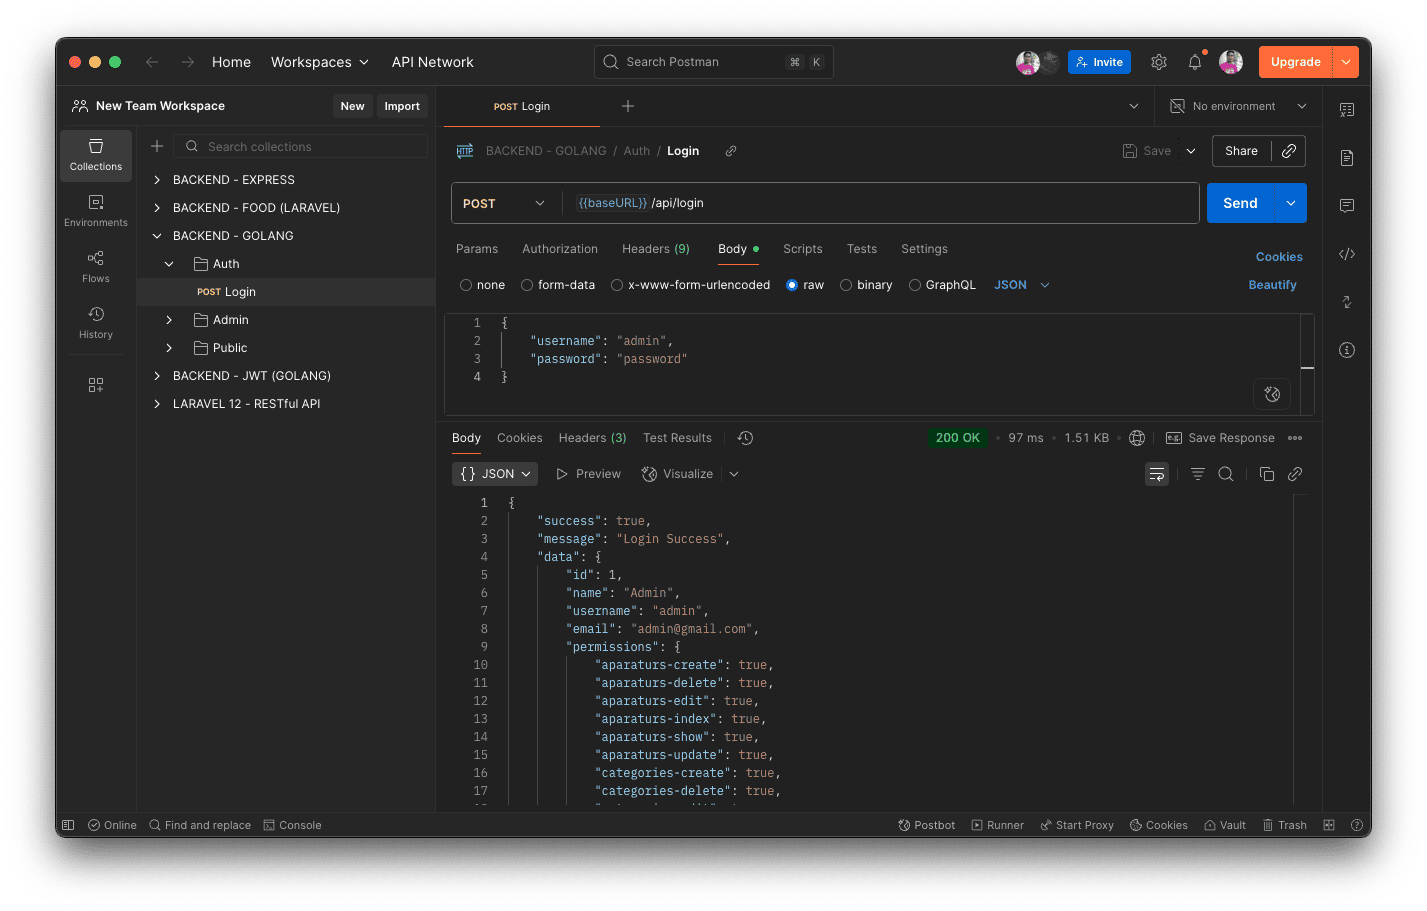 Home
Workspaces
API Network
Search Postman
⌘ K
Invite
Upgrade
New Team Workspace
New
Import
POST Login
No environment
Collections
Environments
Flows
History
Search collections
BACKEND - EXPRESS
BACKEND - FOOD (LARAVEL)
BACKEND - GOLANG
Auth
POST Login
Admin
Public
BACKEND - JWT (GOLANG)
LARAVEL 12 - RESTful API
HTTP BACKEND - GOLANG / Auth / Login
Save
Share
POST
{{baseURL}} /api/login
Send
Params Authorization Headers (9) Body Scripts Tests Settings
Cookies
none form-data x-www-form-urlencoded raw binary GraphQL JSON
Beautify
1 {
2 "username": "admin",
3 "password": "password"
4 }
Body Cookies Headers (3) Test Results
200 OK • 97 ms • 1.51 KB
e.g. Save Response
{} JSON Preview Visualize
1 {
2 "success": true,
3 "message": "Login Success",
4 "data": {
5 "id": 1,
6 "name": "Admin",
7 "username": "admin",
8 "email": "admin@gmail.com",
9 "permissions": {
10 "aparaturs-create": true,
11 "aparaturs-delete": true,
12 "aparaturs-edit": true,
13 "aparaturs-index": true,
14 "aparaturs-show": true,
15 "aparaturs-update": true,
16 "categories-create": true,
17 "categories-delete": true,
Online Find and replace Console
Postbot Runner Start Proxy Cookies Vault Trash